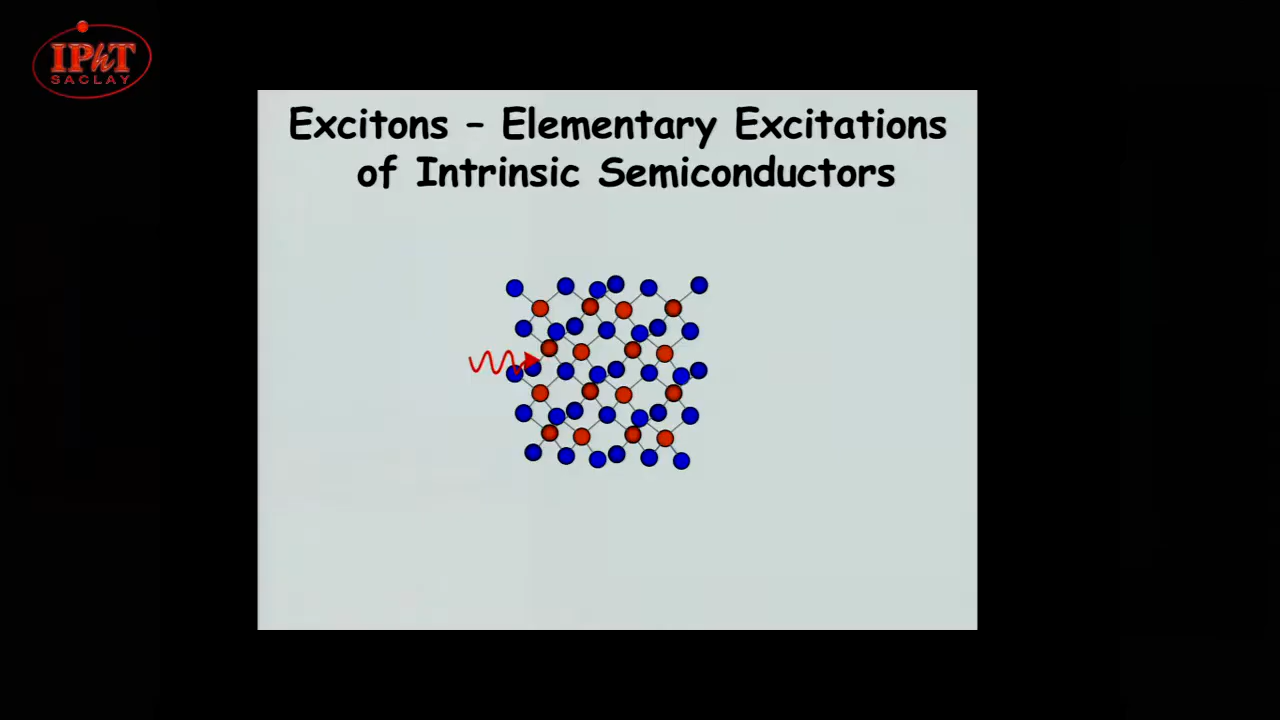 IPhT
SACLAY
Excitons – Elementary Excitations
of Intrinsic Semiconductors